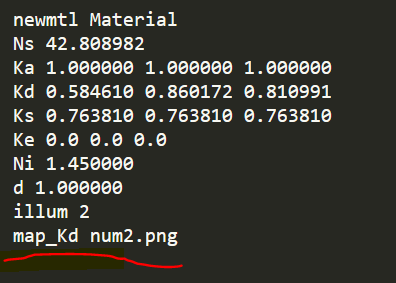 newmtl Material
Ns 42.808982
Ka 1.000000 1.000000 1.000000
Kd 0.584610 0.860172 0.810991
Ks 0.763810 0.763810 0.763810
Ke 0.0 0.0 0.0
Ni 1.450000
d 1.000000
illum 2
map_Kd num2.png